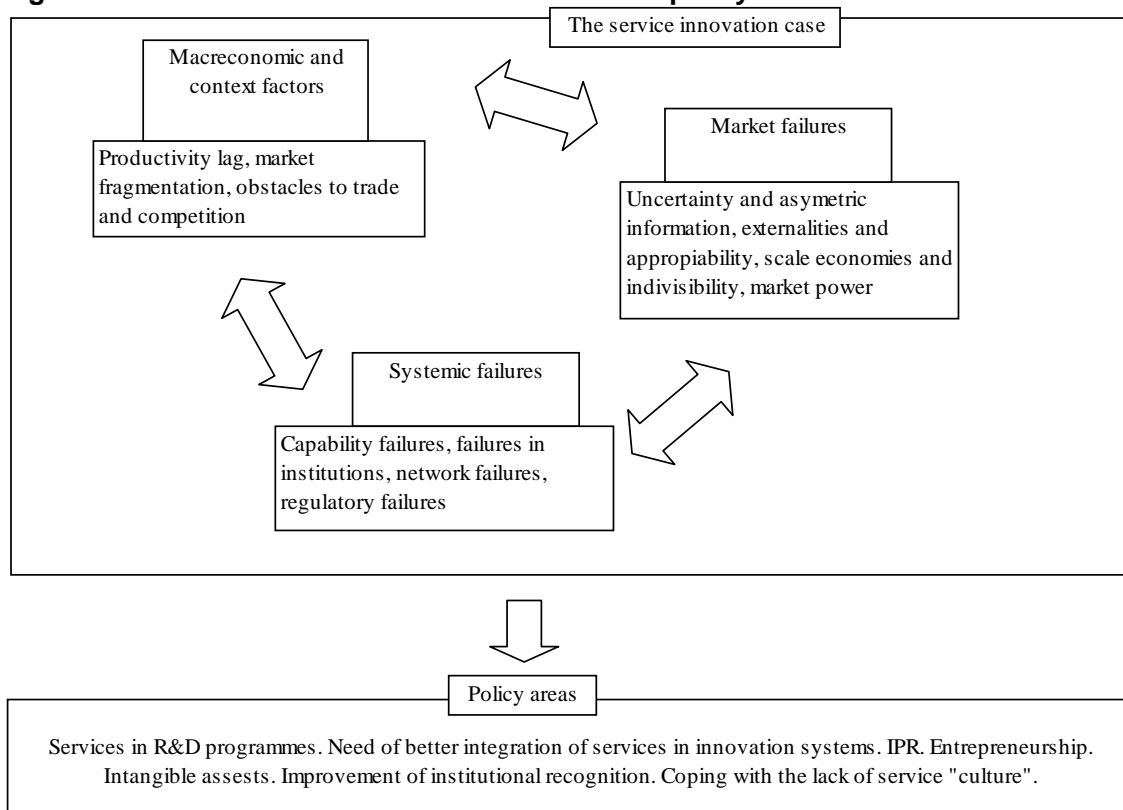 The service innovation case
Macreconomic and
context factors
Productivity lag, market
fragmentation, obstacles to trade
and competition
Market failures
Uncertainty and asymetric
information, externalities and
appropiability, scale economies and
indivisibility, market power
Systemic failures
Capability failures, failures in
institutions, network failures,
regulatory failures
Policy areas
Services in R&D programmes. Need of better integration of services in innovation systems. IPR. Entrepreneurship.
Intangible assests. Improvement of institutional recognition. Coping with the lack of service "culture".